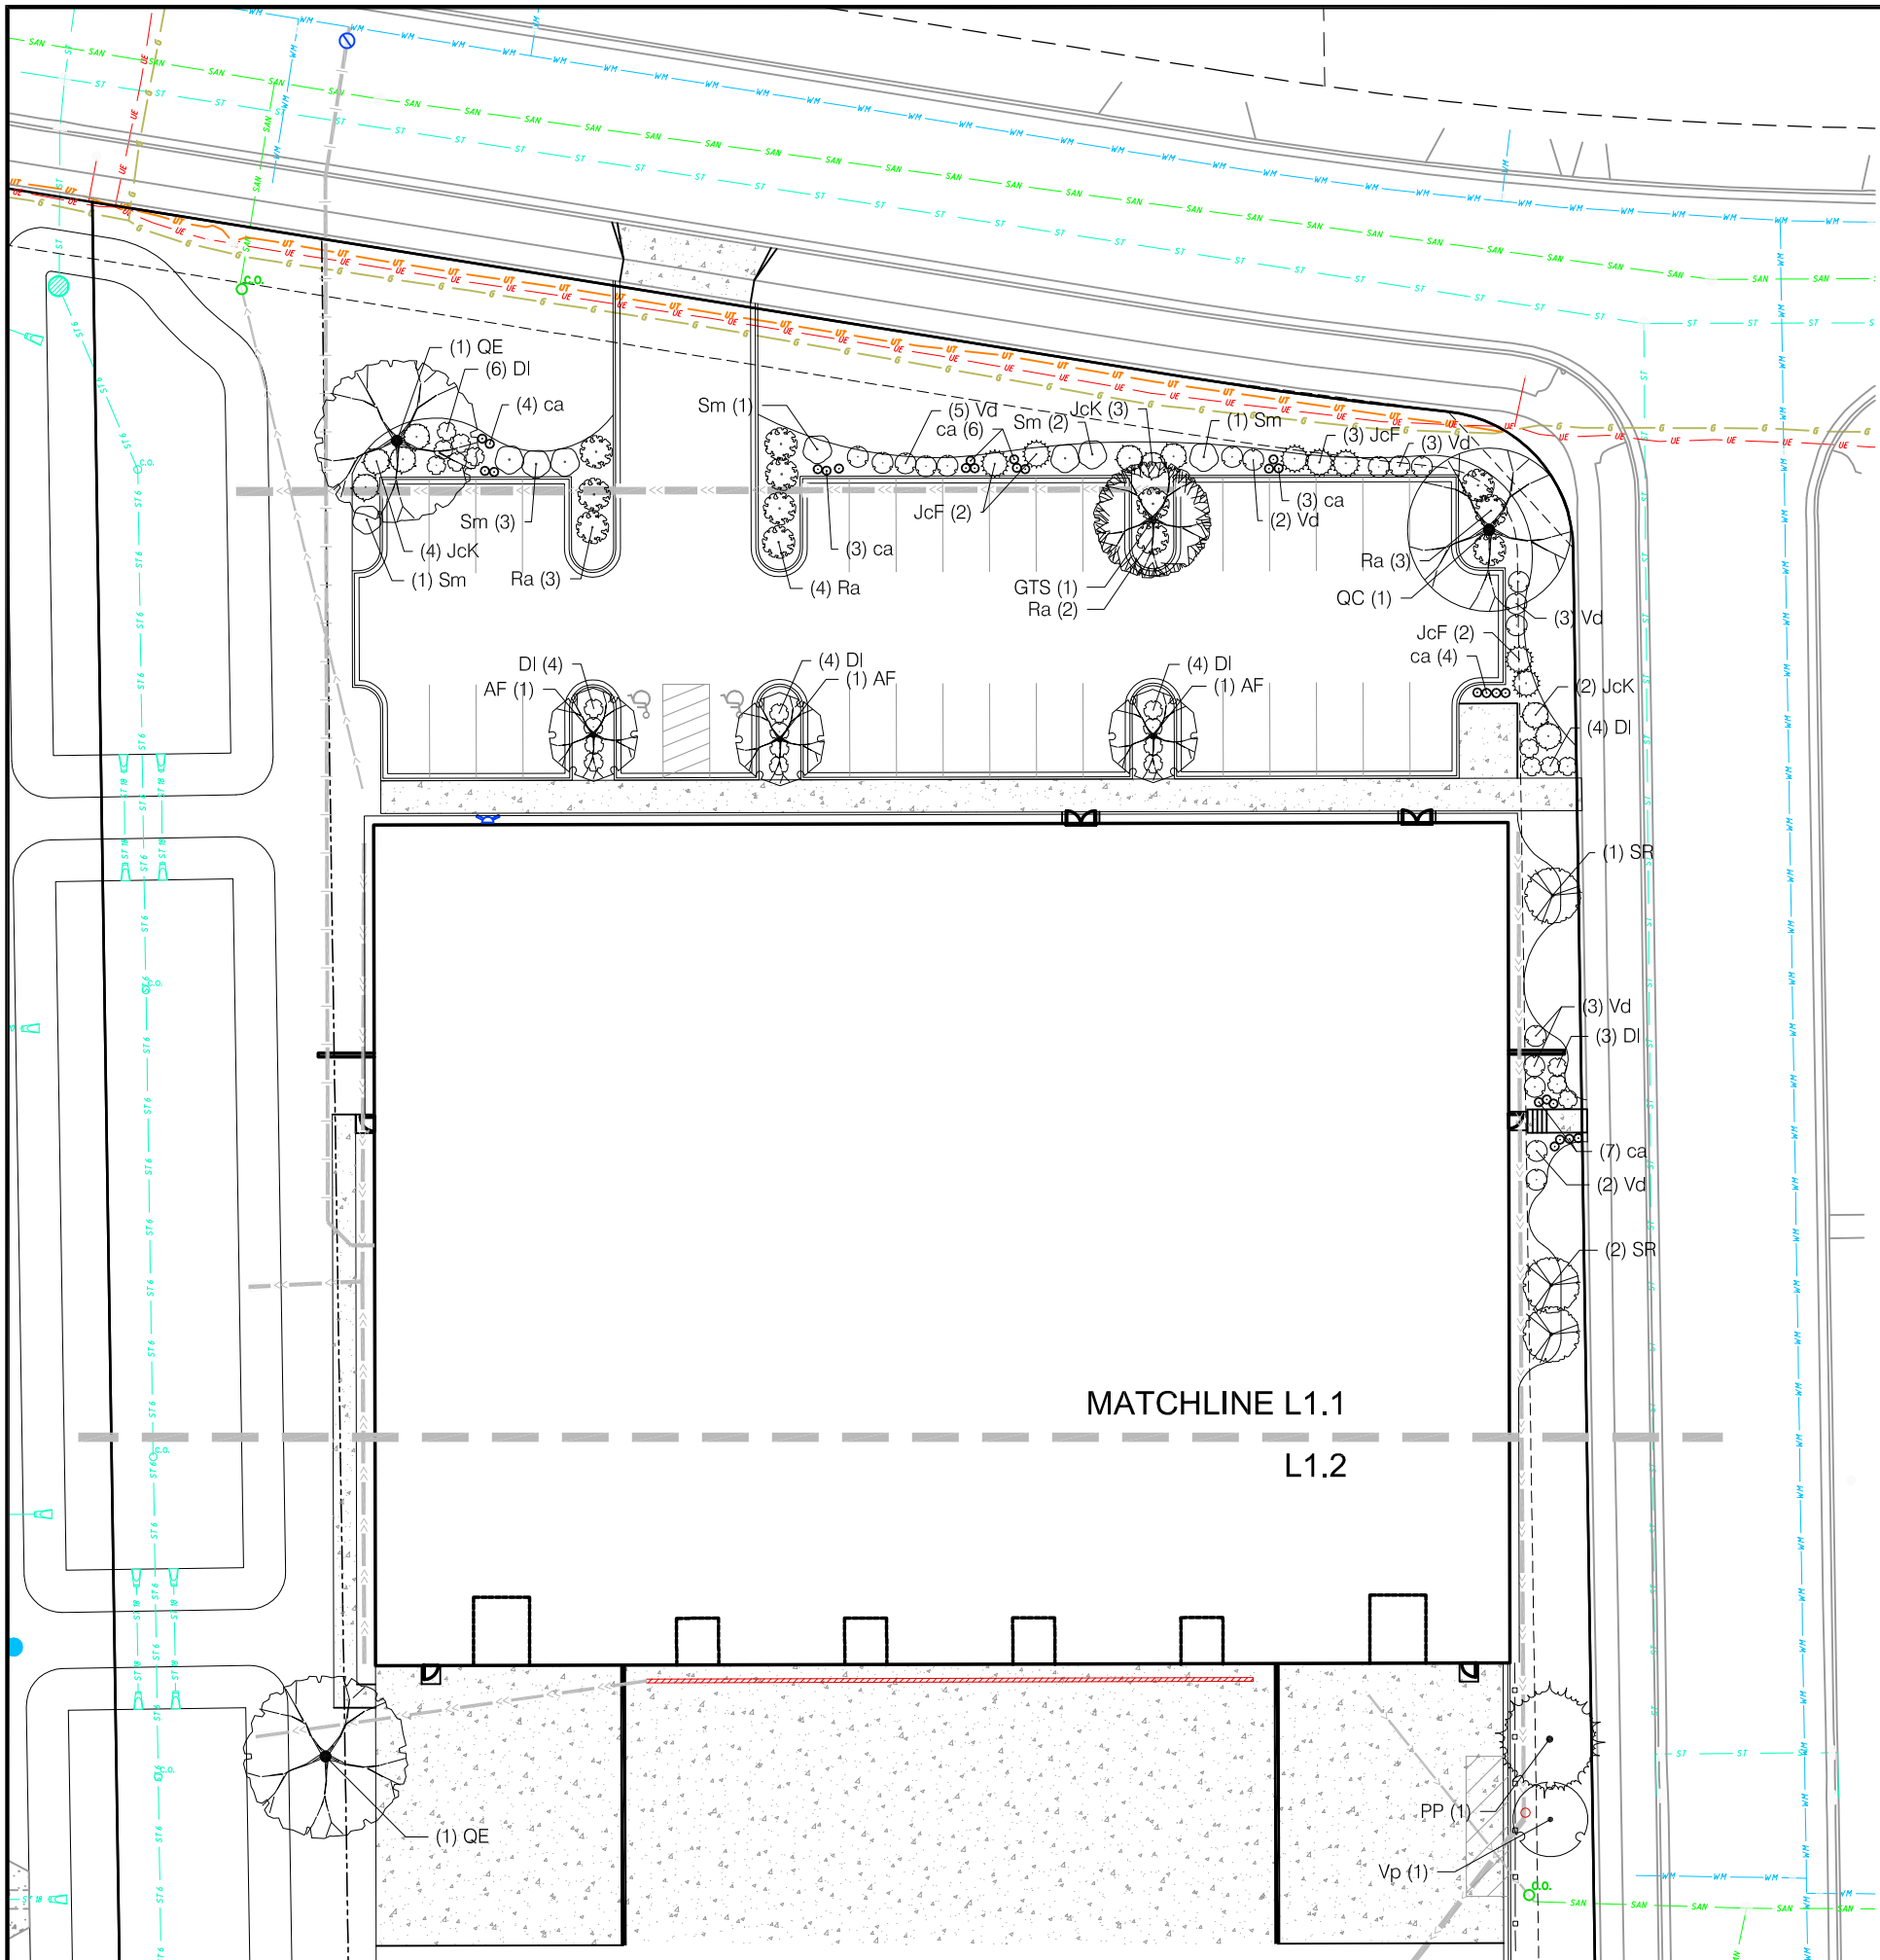 (1) QE
(6) Dl
(4) ca
Sm (1)
(5) Vd
ca (6)
Sm (2)
JcK (3)
(1) Sm
(3) JcF
(3) Vd
Sm (3)
JcF (2)
(3) ca
(2) Vd
(4) JcK
(3) ca
(1) Sm
Ra (3)
(4) Ra
GTS (1)
Ra (2)
Ra (3)
QC (1)
(3) Vd
JcF (2)
ca (4)
Dl (4)
AF (1)
(4) Dl
(1) AF
(4) Dl
(1) AF
(2) JcK
(4) Dl
(1) SR
(3) Vd
(3) Dl
(7) ca
(2) Vd
(2) SR
MATCHLINE L1.1
L1.2
PP (1)
(1) QE
Vp (1)
C.O.